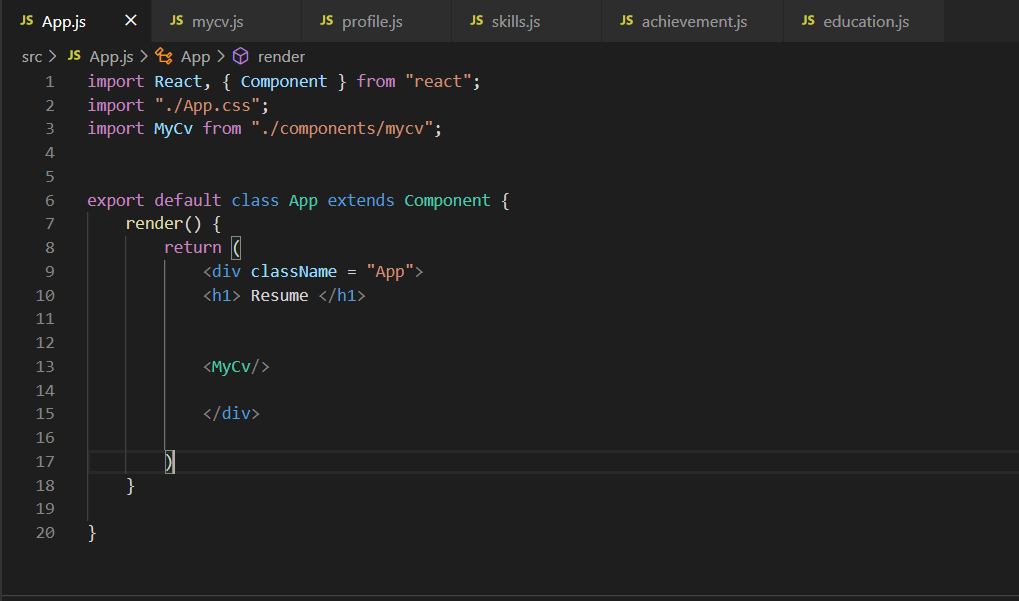 JS App.js × JS mycv.js JS profile.js JS skills.js JS achievement.js JS education.js
src > JS App.js > App > render
1 import React, { Component } from "react";
2 import "./App.css";
3 import MyCv from "./components/mycv";
4
5
6 export default class App extends Component {
7 render() {
8 return (
9 <div className = "App">
10 <h1> Resume </h1>
11
12
13 <MyCv/>
14
15 </div>
16
17 )
18 }
19
20 }